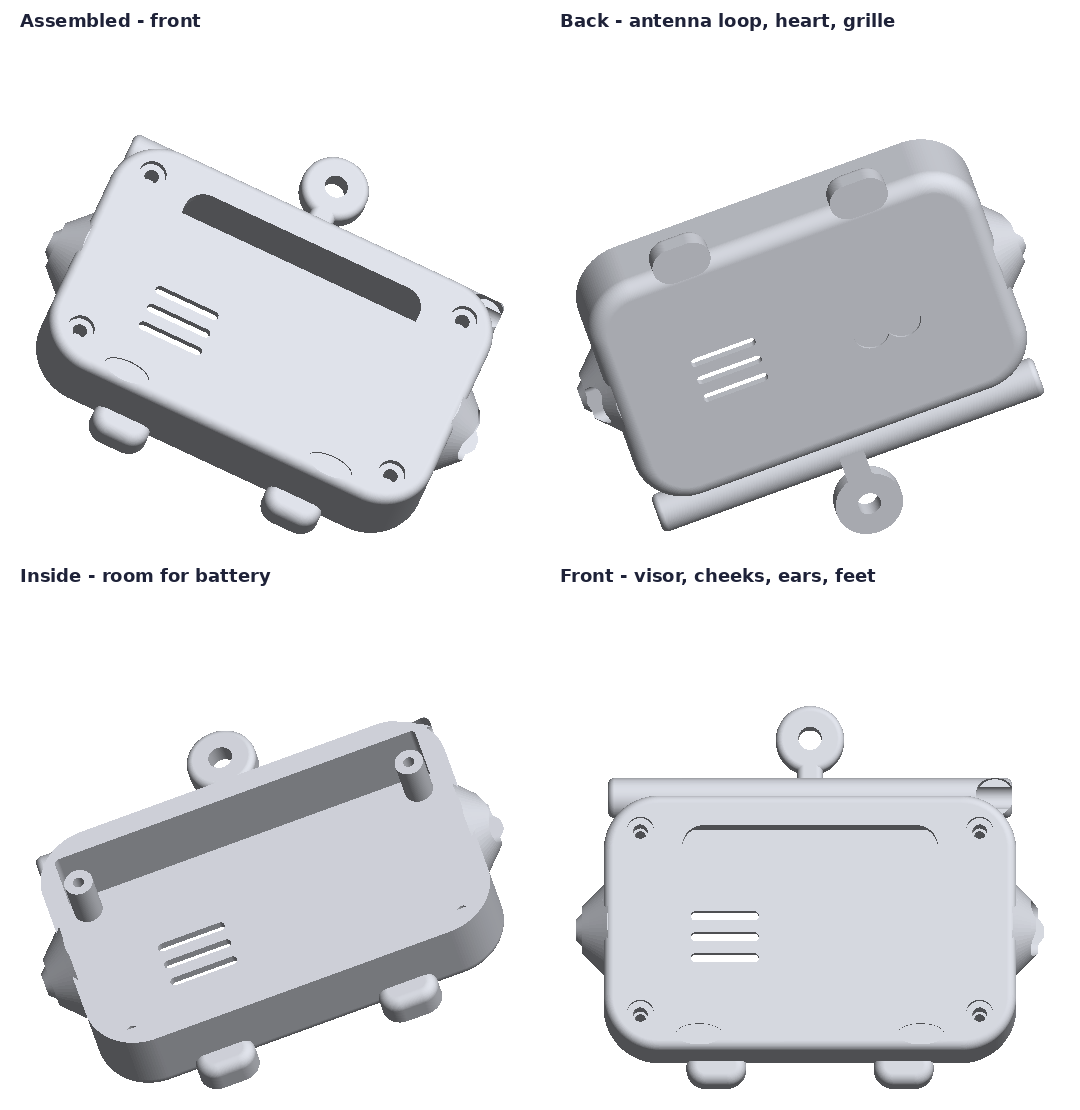 Assembled - front
Back - antenna loop, heart, grille
Inside - room for battery
Front - visor, cheeks, ears, feet